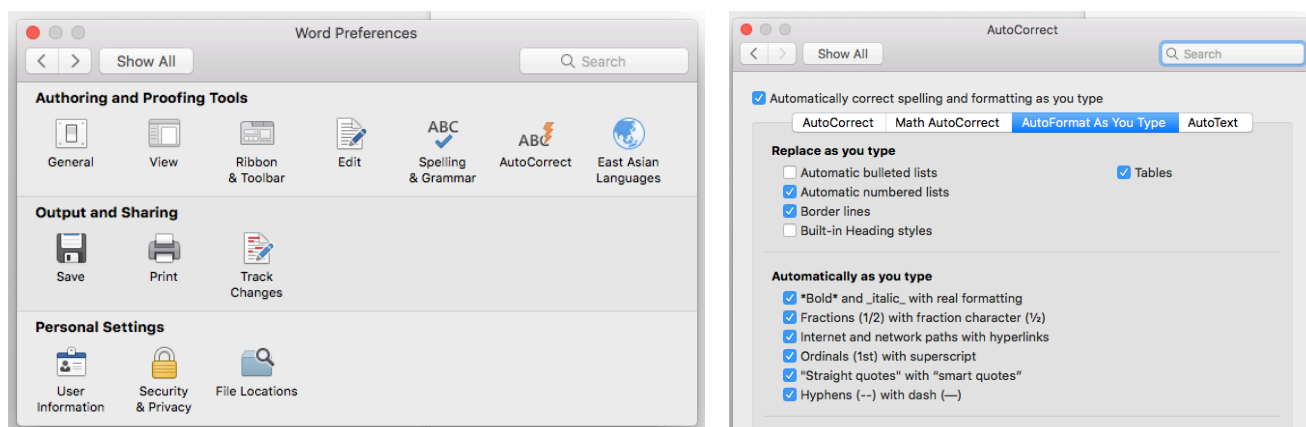 Word Preferences
Show All
Search
Authoring and Proofing Tools
General
View
Ribbon
& Toolbar
Edit
ABC
Spelling
& Grammar
ABC
AutoCorrect
East Asian
Languages
Output and Sharing
Save
Print
Track
Changes
Personal Settings
User
Information
Security
& Privacy
File Locations
AutoCorrect
Show All
Search
Automatically correct spelling and formatting as you type
AutoCorrect Math AutoCorrect AutoFormat As You Type AutoText
Replace as you type
Automatic bulleted lists Tables
Automatic numbered lists
Border lines
Built-in Heading styles
Automatically as you type
*Bold* and _italic_ with real formatting
Fractions (1/2) with fraction character (½)
Internet and network paths with hyperlinks
Ordinals (1st) with superscript
"Straight quotes" with “smart quotes”
Hyphens (--) with dash (—)